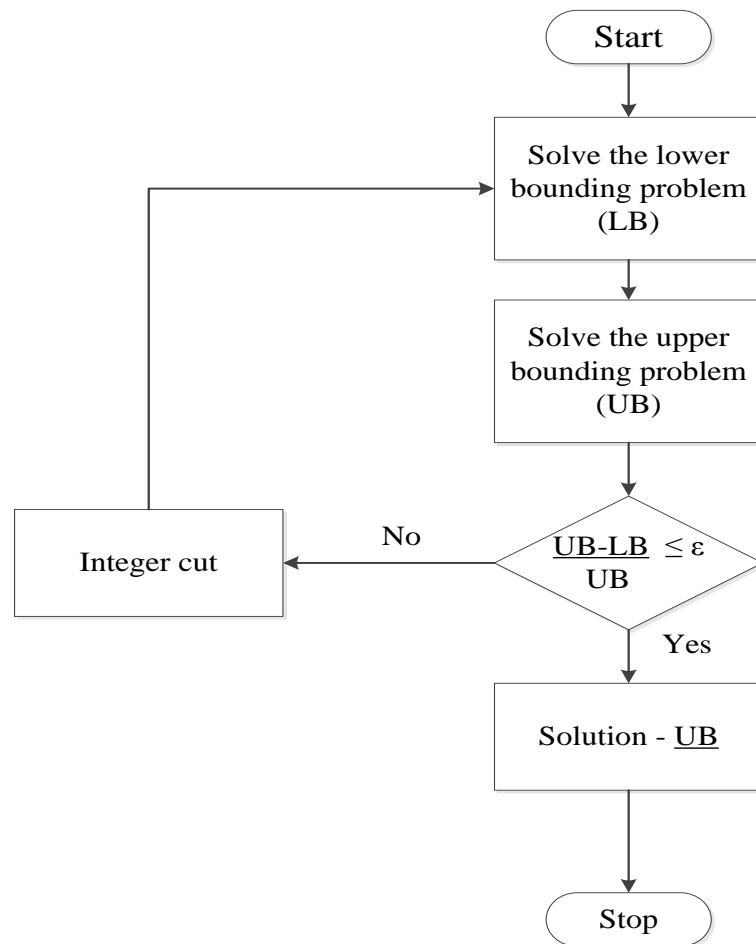 Start
Solve the lower
bounding problem
(LB)
Solve the upper
bounding problem
(UB)
No
Integer cut
UB-LB ≤ ε
UB
Yes
Solution - UB
Stop